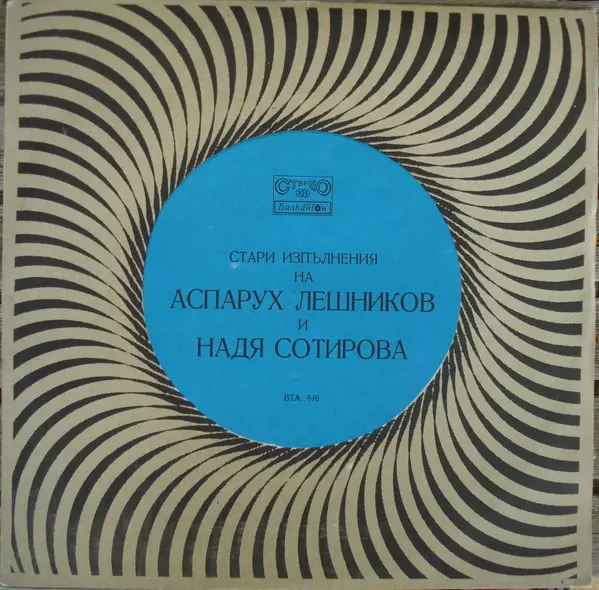 СТЕРЕО
Балкантон
СТАРИ ИЗПЪЛНЕНИЯ
НА
АСПАРУХ ЛЕШНИКОВ
И
НАДЯ СОТИРОВА
ВТА 446